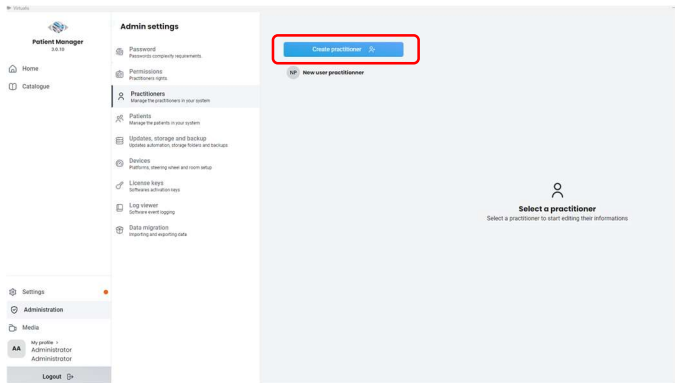 Virtualis
Patient Manager
3.6.10
Home
Catalogue
Settings
Administration
Media
My profile >
AA
Administrator
Administrator
Logout
Admin settings
Password
Passwords complexity requirements
Permissions
Practitioners rights
Practitioners
Manage the practitioners in your system
Patients
Manage the patients in your system
Updates, storage and backup
Updates automation, storage folders and backups
Devices
Platforms, steering wheel and room setup
License keys
Softwares activation keys
Log viewer
Software event logging
Data migration
Importing and exporting data
Create practitioner
NP New user practitionner
Select a practitioner
Select a practitioner to start editing their informations